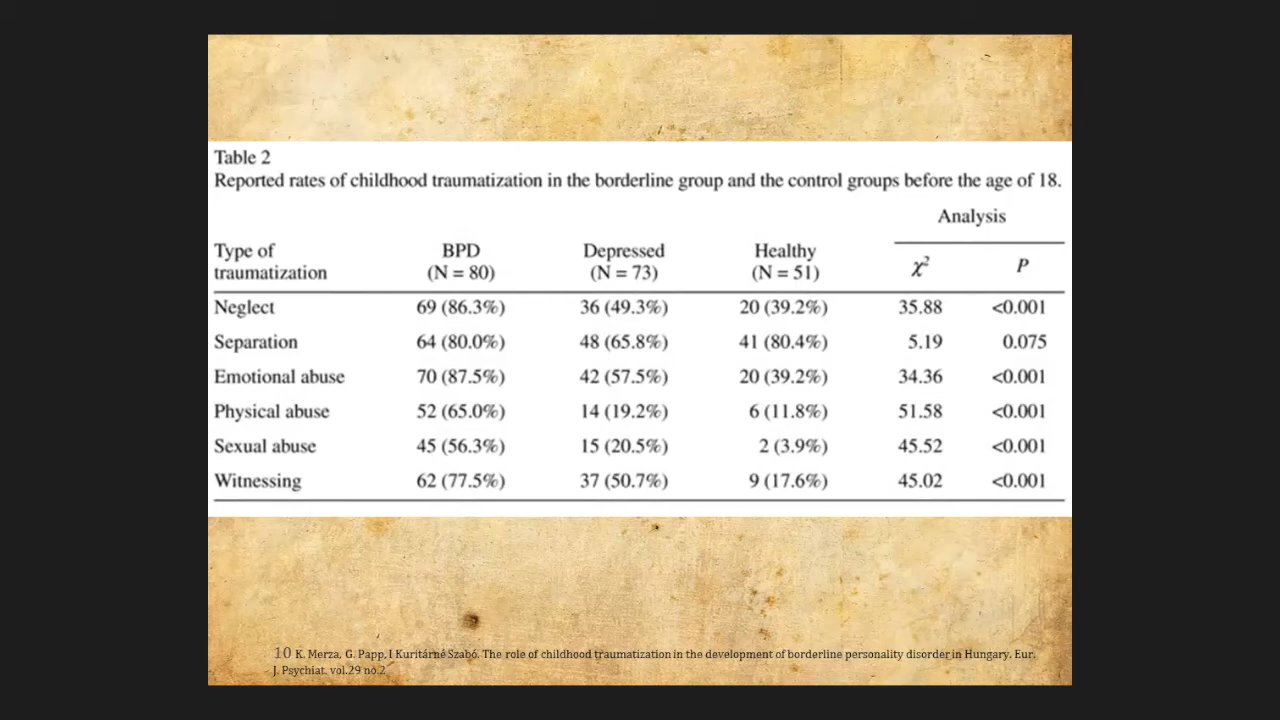 Table 2
Reported rates of childhood traumatization in the borderline group and the control groups before the age of 18.
Analysis
Type of traumatization BPD (N = 80) Depressed (N = 73) Healthy (N = 51) χ² P
Neglect 69 (86.3%) 36 (49.3%) 20 (39.2%) 35.88 <0.001
Separation 64 (80.0%) 48 (65.8%) 41 (80.4%) 5.19 0.075
Emotional abuse 70 (87.5%) 42 (57.5%) 20 (39.2%) 34.36 <0.001
Physical abuse 52 (65.0%) 14 (19.2%) 6 (11.8%) 51.58 <0.001
Sexual abuse 45 (56.3%) 15 (20.5%) 2 (3.9%) 45.52 <0.001
Witnessing 62 (77.5%) 37 (50.7%) 9 (17.6%) 45.02 <0.001
10 K. Merza, G. Papp, I Kuritárné Szabó. The role of childhood traumatization in the development of borderline personality disorder in Hungary. Eur.
J. Psychiat. vol.29 no.2